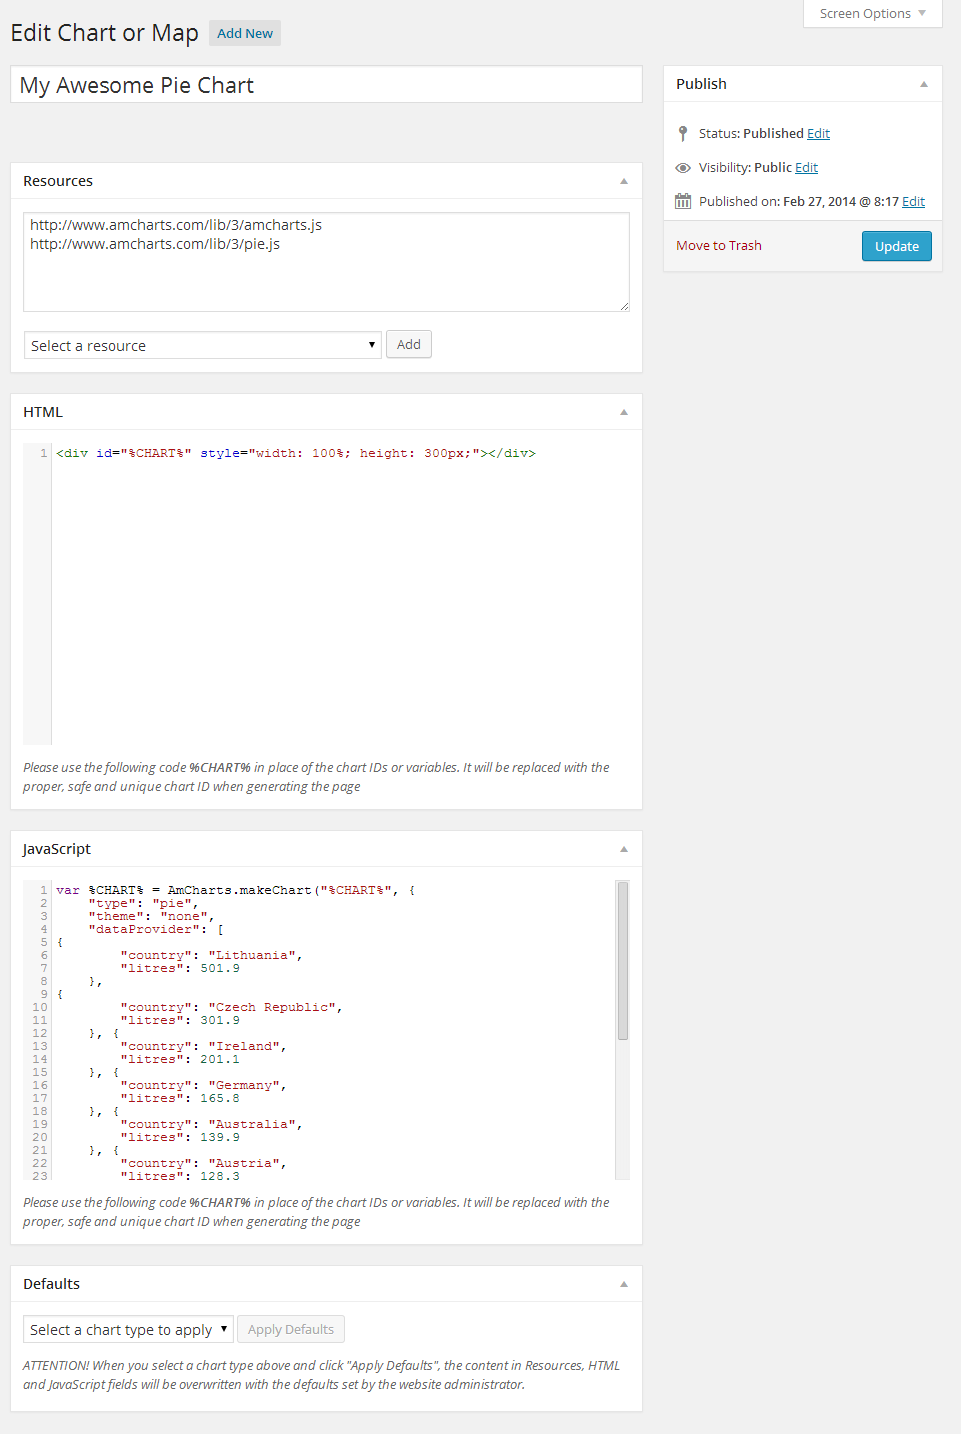 Screen Options
Edit Chart or Map Add New
My Awesome Pie Chart
Publish
Status: Published Edit
Visibility: Public Edit
Published on: Feb 27, 2014 @ 8:17 Edit
Move to Trash Update
Resources
http://www.amcharts.com/lib/3/amcharts.js
http://www.amcharts.com/lib/3/pie.js
Select a resource Add
HTML
1 <div id="%CHART%" style="width: 100%; height: 300px;"></div>
Please use the following code %CHART% in place of the chart IDs or variables. It will be replaced with the
proper, safe and unique chart ID when generating the page
JavaScript
1 var %CHART% = AmCharts.makeChart("%CHART%", {
2 "type": "pie",
3 "theme": "none",
4 "dataProvider": [
5 {
6 "country": "Lithuania",
7 "litres": 501.9
8 },
9 {
10 "country": "Czech Republic",
11 "litres": 301.9
12 }, {
13 "country": "Ireland",
14 "litres": 201.1
15 }, {
16 "country": "Germany",
17 "litres": 165.8
18 }, {
19 "country": "Australia",
20 "litres": 139.9
21 }, {
22 "country": "Austria",
23 "litres": 128.3
Please use the following code %CHART% in place of the chart IDs or variables. It will be replaced with the
proper, safe and unique chart ID when generating the page
Defaults
Select a chart type to apply Apply Defaults
ATTENTION! When you select a chart type above and click "Apply Defaults", the content in Resources, HTML
and JavaScript fields will be overwritten with the defaults set by the website administrator.